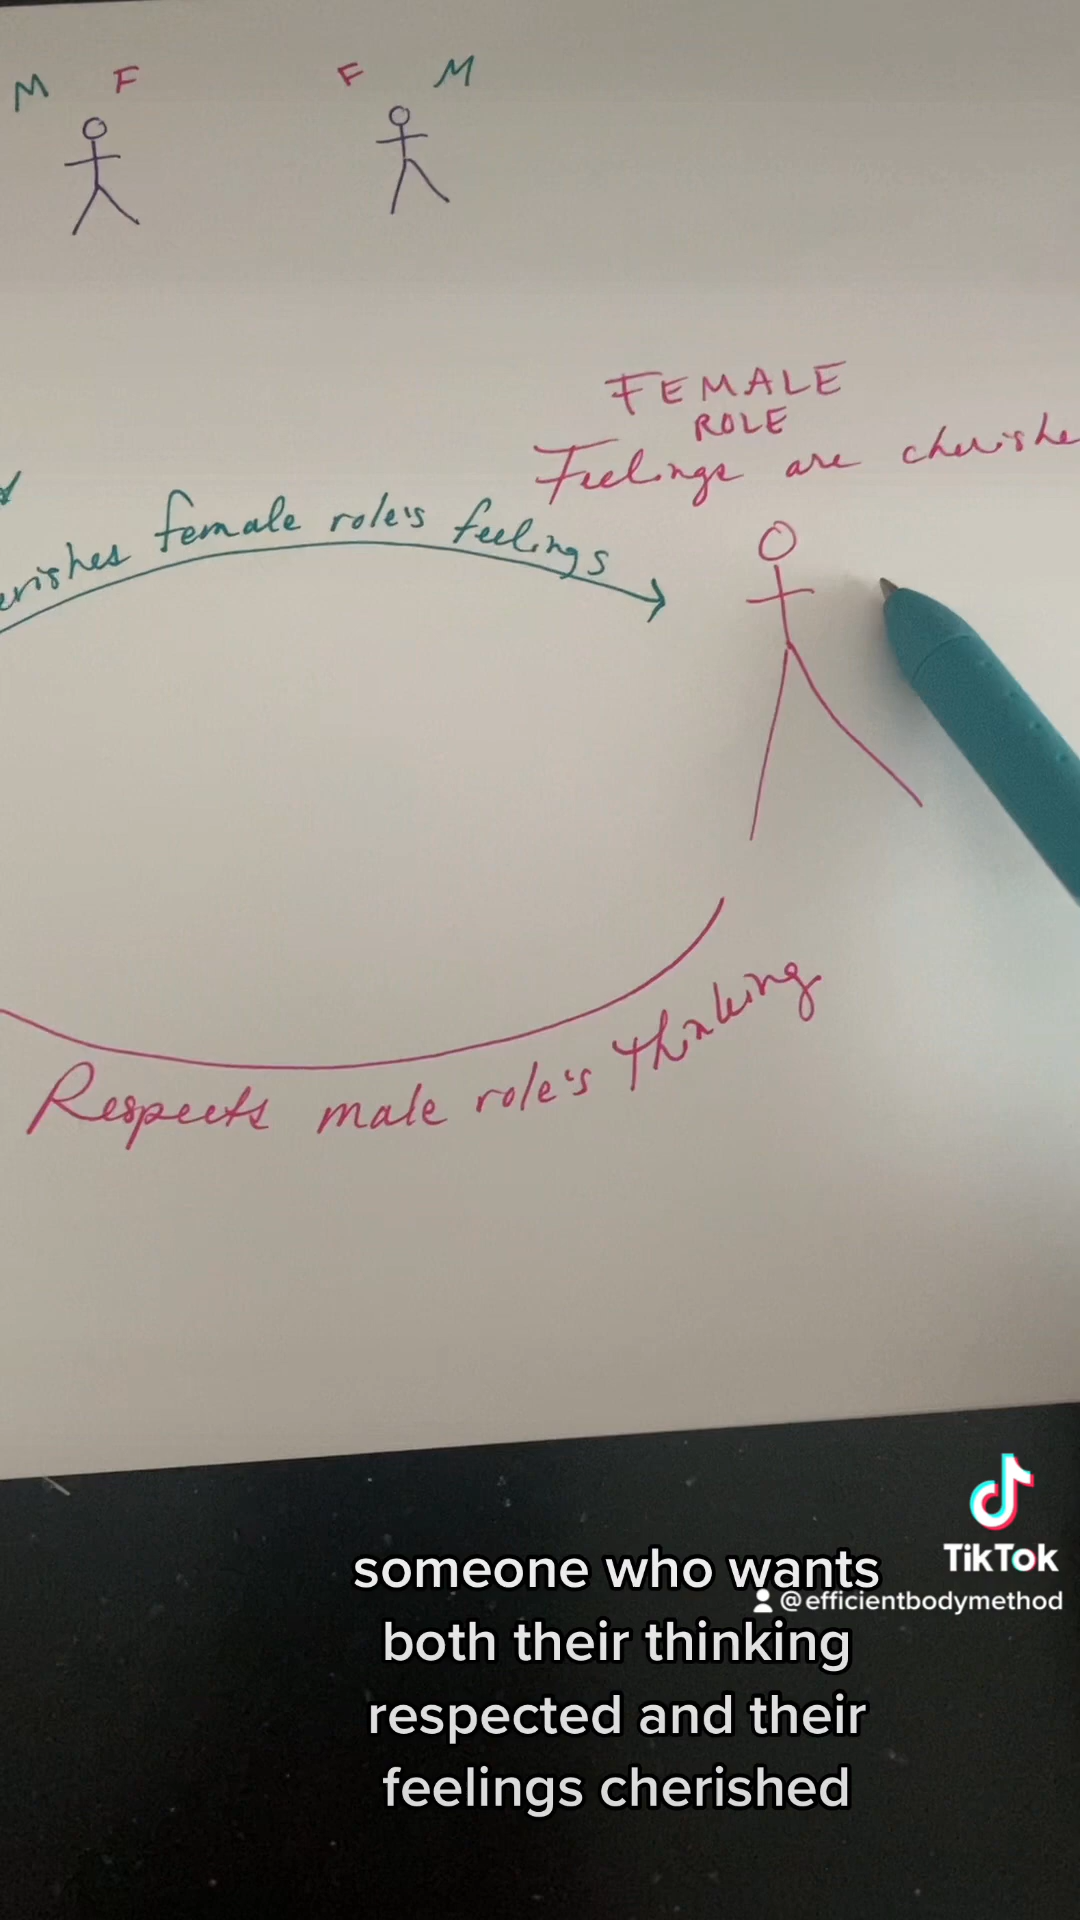 M F F M
FEMALE
ROLE
Feelings are
female role's feelings
Respects male role's thinking
TikTok
@efficientbodymethod
someone who wants
both their thinking
respected and their
feelings cherished